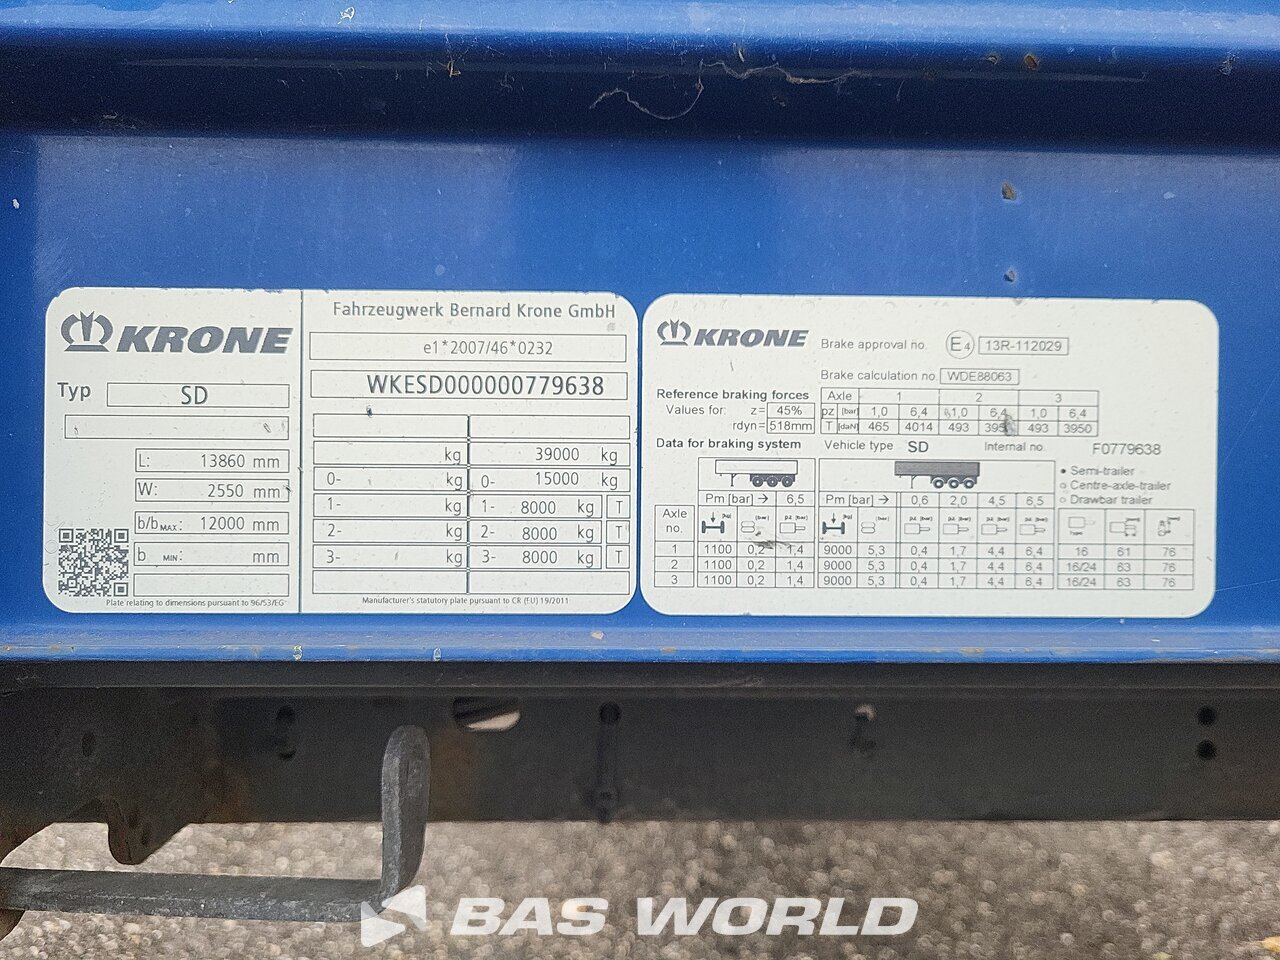 KRONE
Typ SD
L: 13860 mm
W: 2550 mm
b/b MAX: 12000 mm
b MIN: mm
Plate relating to dimensions pursuant to 96/53/EG
Fahrzeugwerk Bernard Krone GmbH
e1*2007/46*0232
WKESD000000779638
kg 39000 kg
0- kg 0- 15000 kg
1- kg 1- 8000 kg T
2- kg 2- 8000 kg T
3- kg 3- 8000 kg T
Manufacturer's statutory plate pursuant to CR (EU) 19/2011
KRONE
Brake approval no. E4 13R-112029
Brake calculation no. WDE88063
Reference braking forces
Values for: z= 45%
rdyn= 518mm
Axle 1 2 3
pz [bar] 1,0 6,4 1,0 6,4 1,0 6,4
T [daN] 465 4014 493 493 3950
Data for braking system
Vehicle type SD Internal no. F0779638
Semi-trailer
Centre-axle-trailer
Drawbar trailer
Pm [bar] → 6,5 Pm [bar] → 0,6 2,0 4,5 6,5
Axle no.
1 1100 0,2 1,4 9000 5,3 0,4 1,7 4,4 6,4 16 61 76
2 1100 0,2 1,4 9000 5,3 0,4 1,7 4,4 6,4 16/24 63 76
3 1100 0,2 1,4 9000 5,3 0,4 1,7 4,4 6,4 16/24 63 76
BAS WORLD